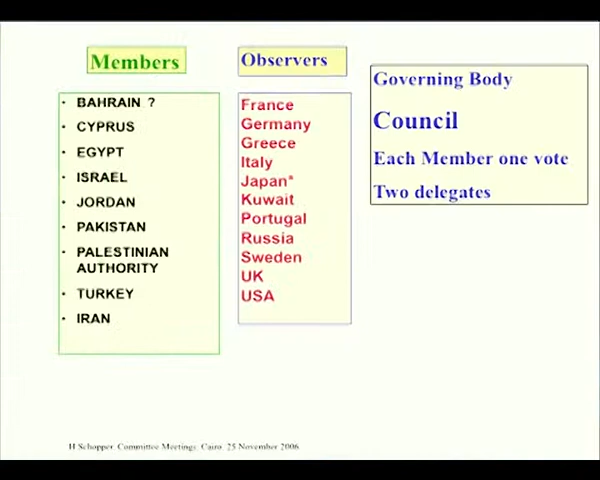 Members
BAHRAIN ?
CYPRUS
EGYPT
ISRAEL
JORDAN
PAKISTAN
PALESTINIAN
AUTHORITY
TURKEY
IRAN
Observers
France
Germany
Greece
Italy
Japan*
Kuwait
Portugal
Russia
Sweden
UK
USA
Governing Body
Council
Each Member one vote
Two delegates
H Schopper, Committee Meetings, Cairo, 25 November 2006